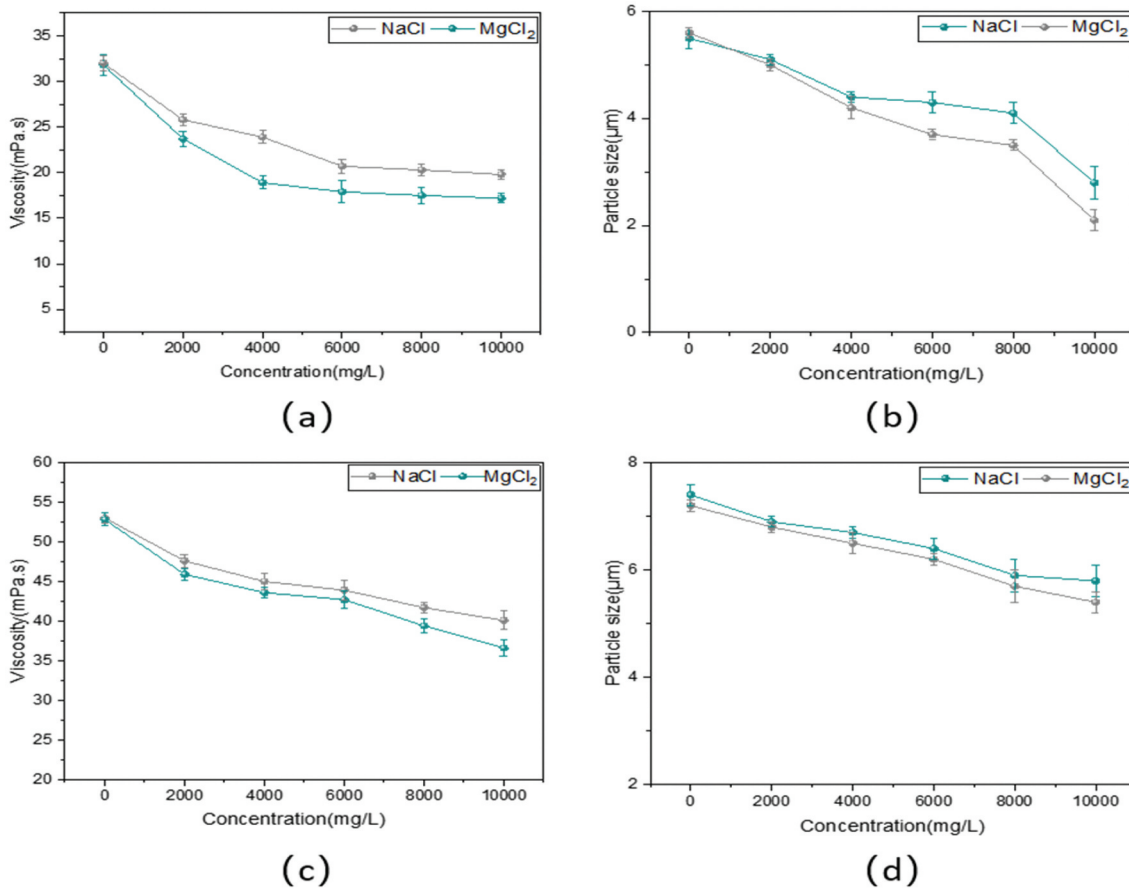 NaCl MgCl₂
35
30
25
20
15
10
5
Viscosity(mPa.s)
0 2000 4000 6000 8000 10000
Concentration(mg/L)
(a)
NaCl MgCl₂
6
4
2
0
Particle size(μm)
0 2000 4000 6000 8000 10000
Concentration(mg/L)
(b)
NaCl MgCl₂
60
55
50
45
40
35
30
25
20
Viscosity(mPa.s)
0 2000 4000 6000 8000 10000
Concentration(mg/L)
(c)
NaCl MgCl₂
8
6
4
2
Particle size(μm)
0 2000 4000 6000 8000 10000
Concentration(mg/L)
(d)